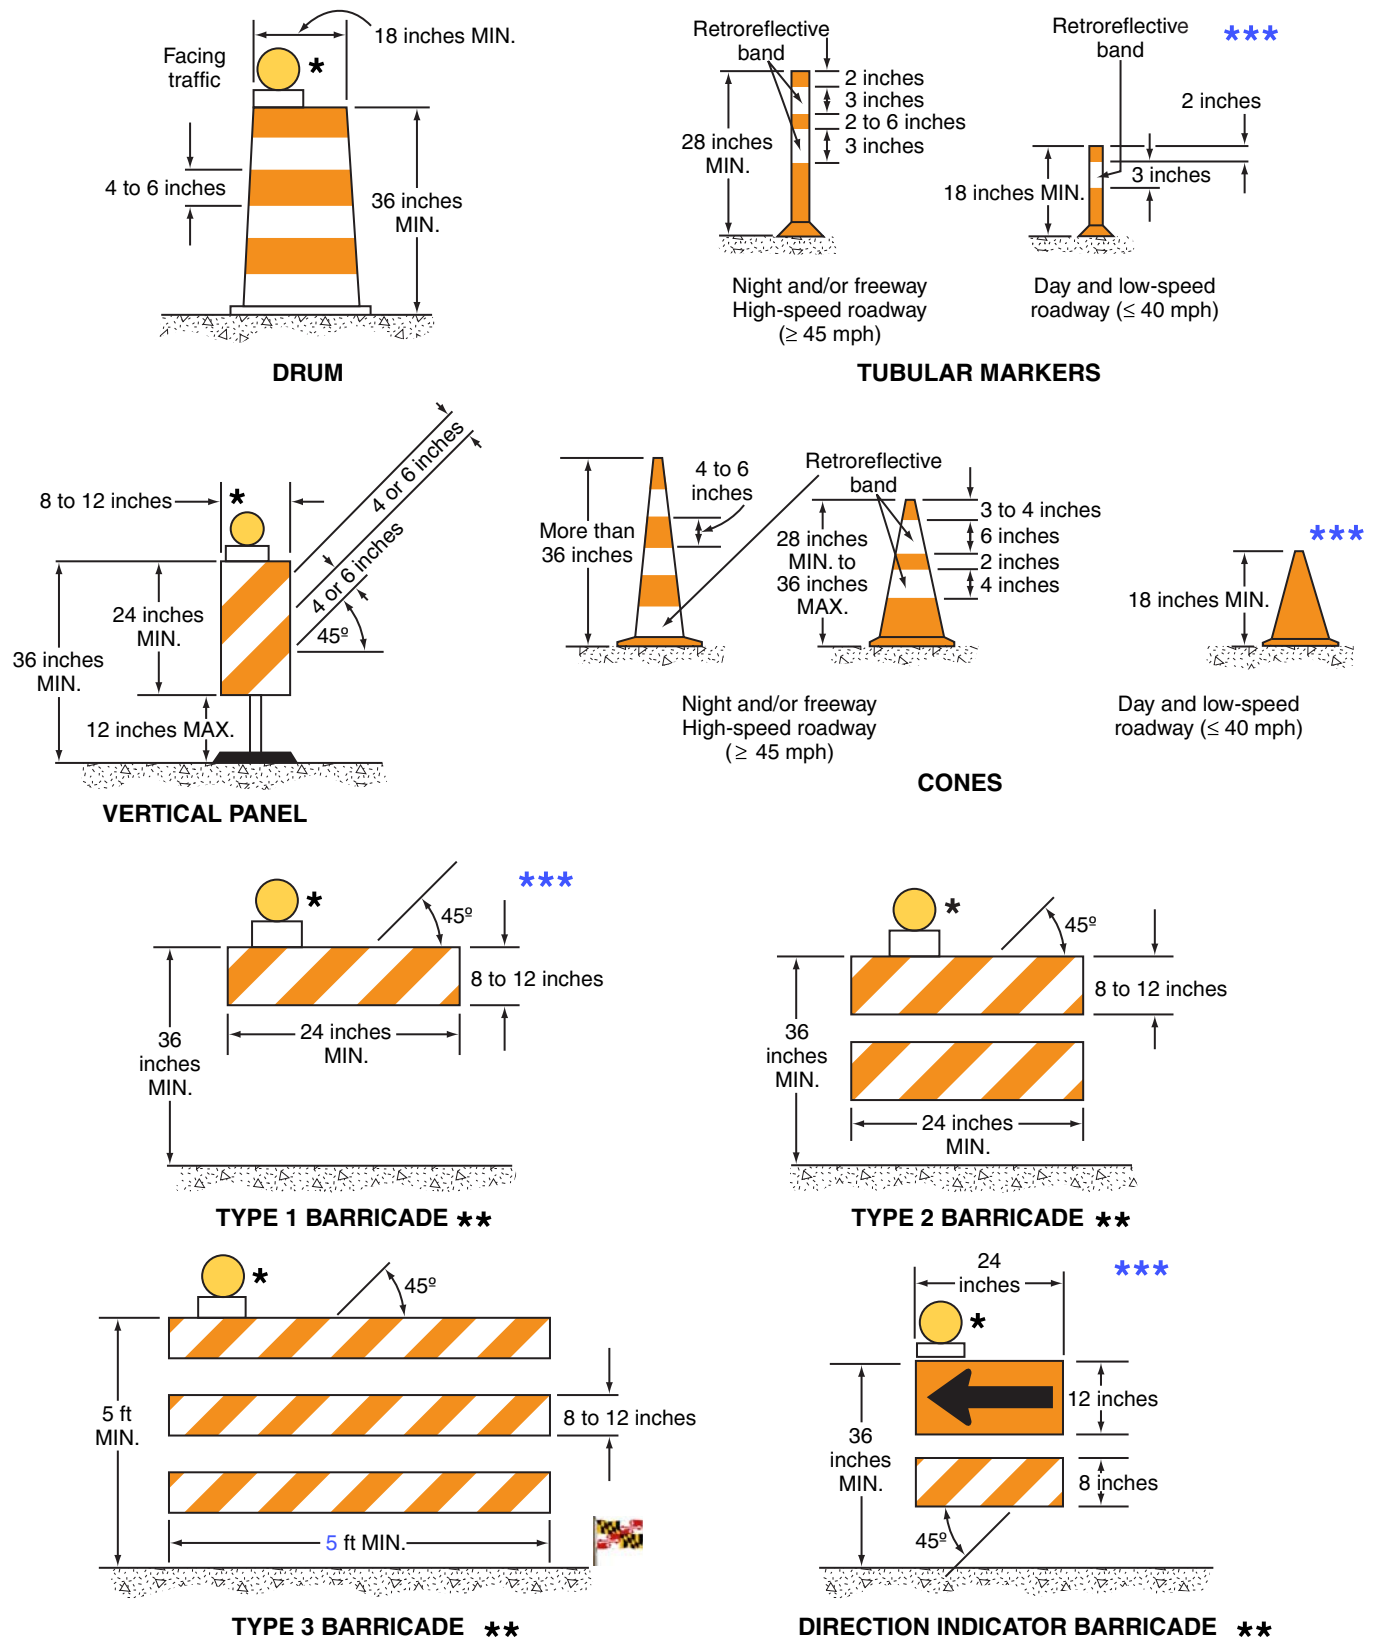 18 inches MIN.
Facing
traffic
*
4 to 6 inches
36 inches
MIN.
DRUM
Retroreflective
band
2 inches
3 inches
2 to 6 inches
3 inches
28 inches
MIN.
Night and/or freeway
High-speed roadway
(≥ 45 mph)
Retroreflective
band
***
2 inches
3 inches
18 inches MIN.
Day and low-speed
roadway (≤ 40 mph)
TUBULAR MARKERS
8 to 12 inches
*
4 or 6 inches
4 or 6 inches
45º
24 inches
MIN.
36 inches
MIN.
12 inches MAX.
VERTICAL PANEL
More than
36 inches
4 to 6
inches
Retroreflective
band
28 inches
MIN. to
36 inches
MAX.
3 to 4 inches
6 inches
2 inches
4 inches
Night and/or freeway
High-speed roadway
(≥ 45 mph)
***
18 inches MIN.
Day and low-speed
roadway (≤ 40 mph)
CONES
*
45º
***
8 to 12 inches
24 inches
MIN.
36
inches
MIN.
TYPE 1 BARRICADE **
*
45º
8 to 12 inches
36
inches
MIN.
24 inches
MIN.
TYPE 2 BARRICADE **
*
45º
5 ft
MIN.
8 to 12 inches
5 ft MIN.
TYPE 3 BARRICADE **
24
inches
***
*
12 inches
36
inches
MIN.
8 inches
45º
DIRECTION INDICATOR BARRICADE **